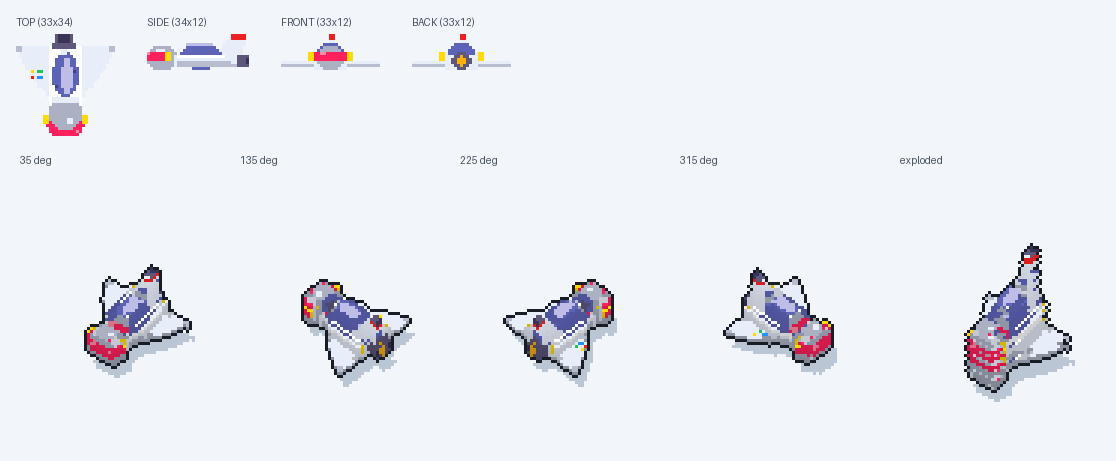 TOP (33x34)
SIDE (34x12)
FRONT (33x12)
BACK (33x12)
35 deg
135 deg
225 deg
315 deg
exploded